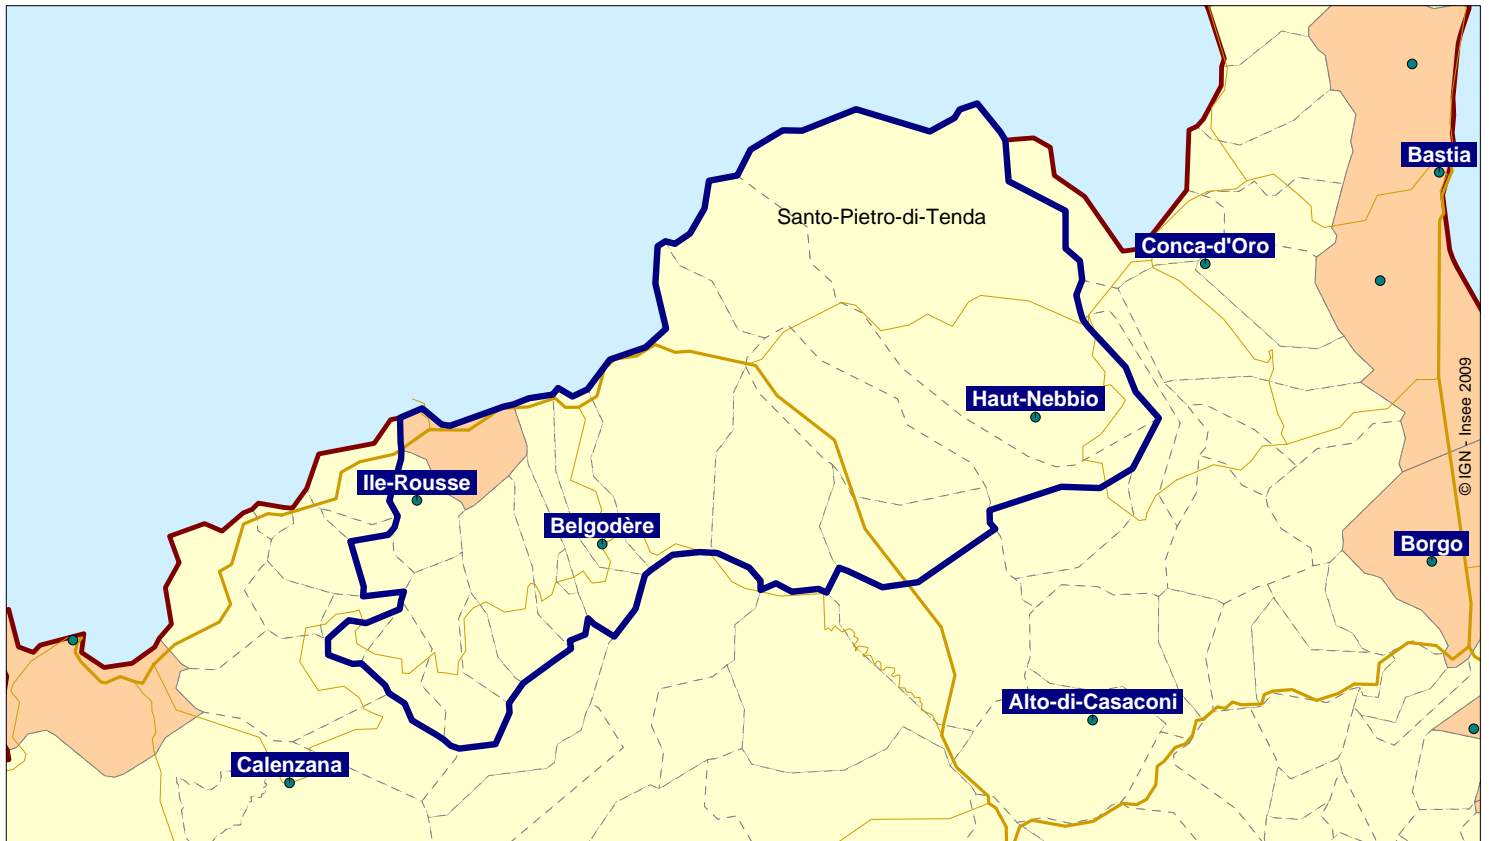 Bastia
Santo-Pietro-di-Tenda
Conca-d'Oro
Haut-Nebbio
Ile-Rousse
Belgodère
Borgo
Alto-di-Casaconi
Calenzana
© IGN - Insee 2009